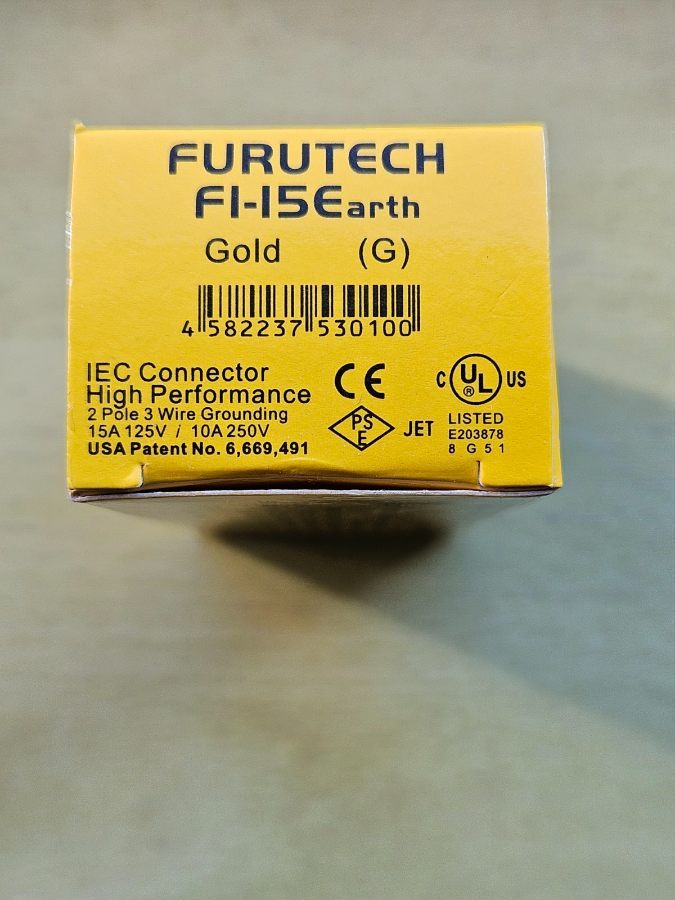 FURUTECH
FI-15Earth
Gold (G)
4 582237 530100
IEC Connector
High Performance
2 Pole 3 Wire Grounding
15A 125V / 10A 250V
USA Patent No. 6,669,491
CE
PS
E
JET
C UL ® US
LISTED
E203878
8 G 5 1